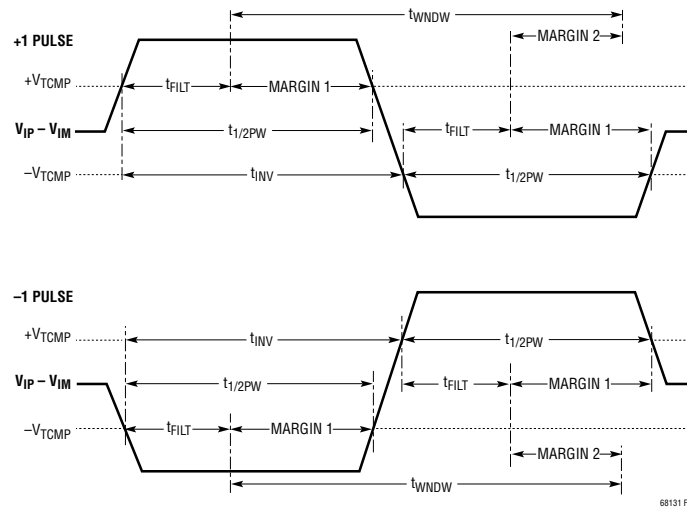 tWNDW
+1 PULSE
MARGIN 2
+VTCMP
tFILT
MARGIN 1
VIP – VIM
t1/2PW
tFILT
MARGIN 1
–VTCMP
tINV
t1/2PW
–1 PULSE
+VTCMP
tINV
t1/2PW
VIP – VIM
t1/2PW
tFILT
MARGIN 1
–VTCMP
tFILT
MARGIN 1
MARGIN 2
tWNDW
68131 F